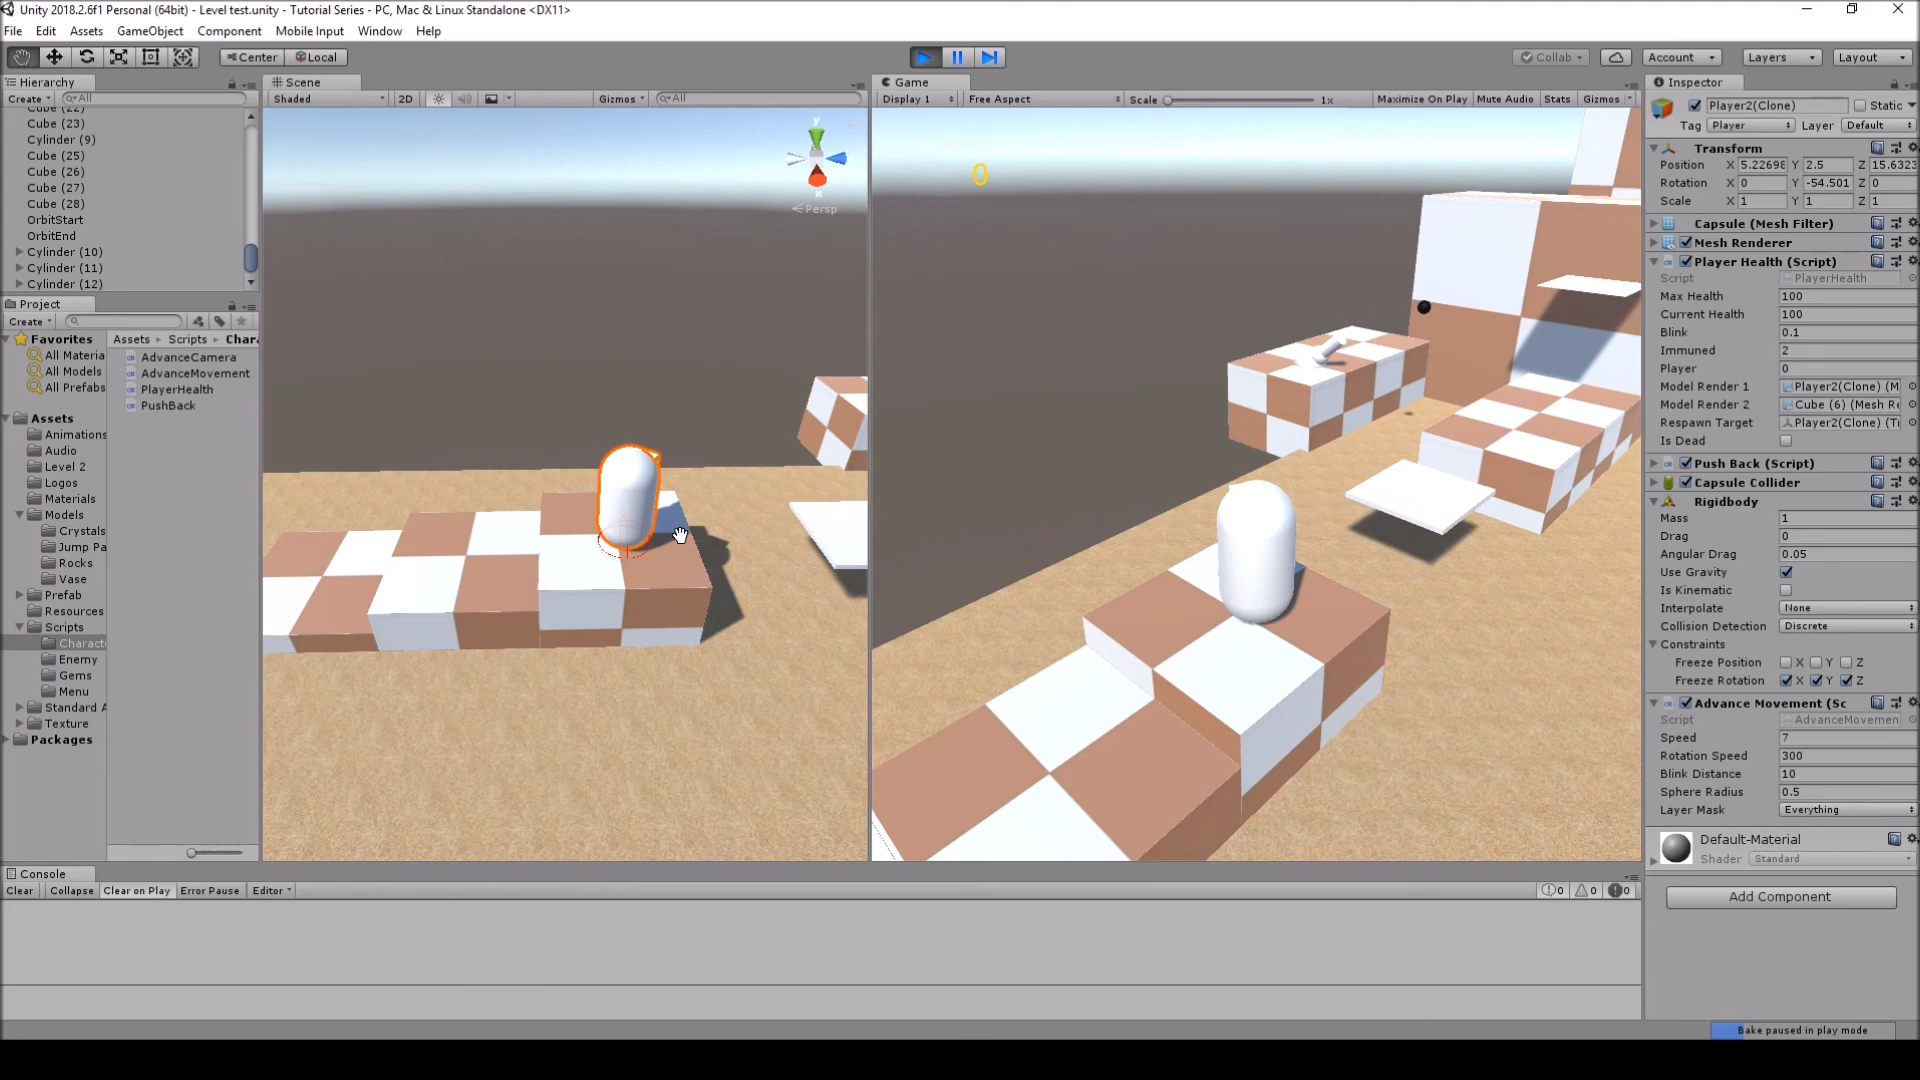 Unity 2018.2.6f1 Personal (64bit) - Level test.unity - Tutorial Series - PC, Mac & Linux Standalone <DX11>
File Edit Assets GameObject Component Mobile Input Window Help
Center Local Collab Account Layers Layout
Hierarchy
Create All
Cube (22)
Cube (23)
Cylinder (9)
Cube (25)
Cube (26)
Cube (27)
Cube (28)
OrbitStart
OrbitEnd
Cylinder (10)
Cylinder (11)
Cylinder (12)
Project
Create
Favorites
All Materia
All Models
All Prefabs
Assets
Animations
Audio
Level 2
Logos
Materials
Models
Crystals
Jump Pa
Rocks
Vase
Prefab
Resources
Scripts
Charact
Enemy
Gems
Menu
Standard A
Texture
Packages
Assets Scripts Chara
AdvanceCamera
AdvanceMovement
PlayerHealth
PushBack
Scene
Shaded 2D Gizmos All
y
x
Persp
Game
Display 1 Free Aspect Scale 1x Maximize On Play Mute Audio Stats Gizmos
0
Inspector
Player2(Clone) Static
Tag Player Layer Default
Transform
Position X 5.22698 Y 2.5 Z 15.6323
Rotation X 0 Y -54.501 Z 0
Scale X 1 Y 1 Z 1
Capsule (Mesh Filter)
Mesh Renderer
Player Health (Script)
Script PlayerHealth
Max Health 100
Current Health 100
Blink 0.1
Immuned 2
Player 0
Model Render 1 Player2(Clone) (M
Model Render 2 Cube (6) (Mesh Re
Respawn Target Player2(Clone) (Tr
Is Dead
Push Back (Script)
Capsule Collider
Rigidbody
Mass 1
Drag 0
Angular Drag 0.05
Use Gravity
Is Kinematic
Interpolate None
Collision Detection Discrete
Constraints
Freeze Position X Y Z
Freeze Rotation X Y Z
Advance Movement (Sc
Script AdvanceMovemen
Speed 7
Rotation Speed 300
Blink Distance 10
Sphere Radius 0.5
Layer Mask Everything
Default-Material
Shader Standard
Add Component
Console
Clear Collapse Clear on Play Error Pause Editor 0 0 0
Bake paused in play mode